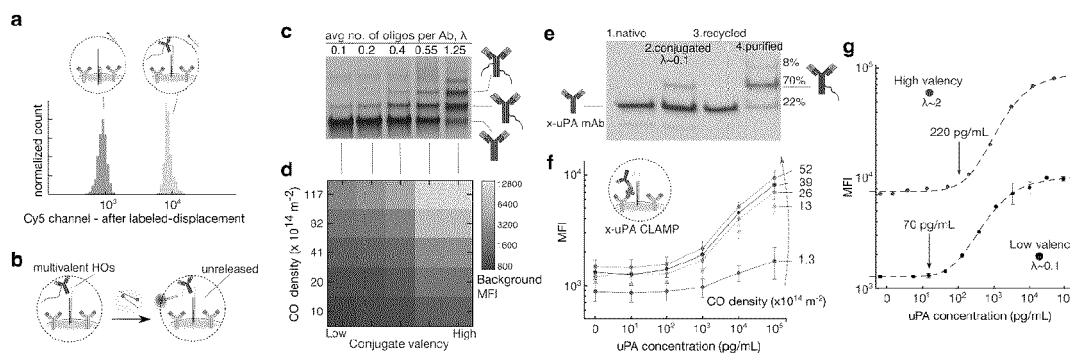 a
normalized count
10³
10⁴
Cy5 channel - after labeled-displacement
b
multivalent HOs
unreleased
c
avg no. of oligos per Ab, λ
0.1 0.2 0.4 0.55 1.25
d
CO density (x 10¹⁴ m⁻²)
117
82
41
20
10
Low
High
Conjugate valency
12800
6400
3200
1600
800
Background
MFI
e
1.native
2.conjugated
λ~0.1
3.recycled
4.purified
8%
70%
22%
x-uPA mAb
f
MFI
10⁴
10³
x-uPA CLAMP
52
39
26
13
1.3
CO density (x10¹⁴ m⁻²)
0 10¹ 10² 10³ 10⁴ 10⁵
uPA concentration (pg/mL)
g
MFI
10⁵
10⁴
10³
High valency
λ~2
220 pg/mL
70 pg/mL
Low valency
λ~0.1
0 10¹ 10² 10³ 10⁴ 10⁵
uPA concentration (pg/mL)